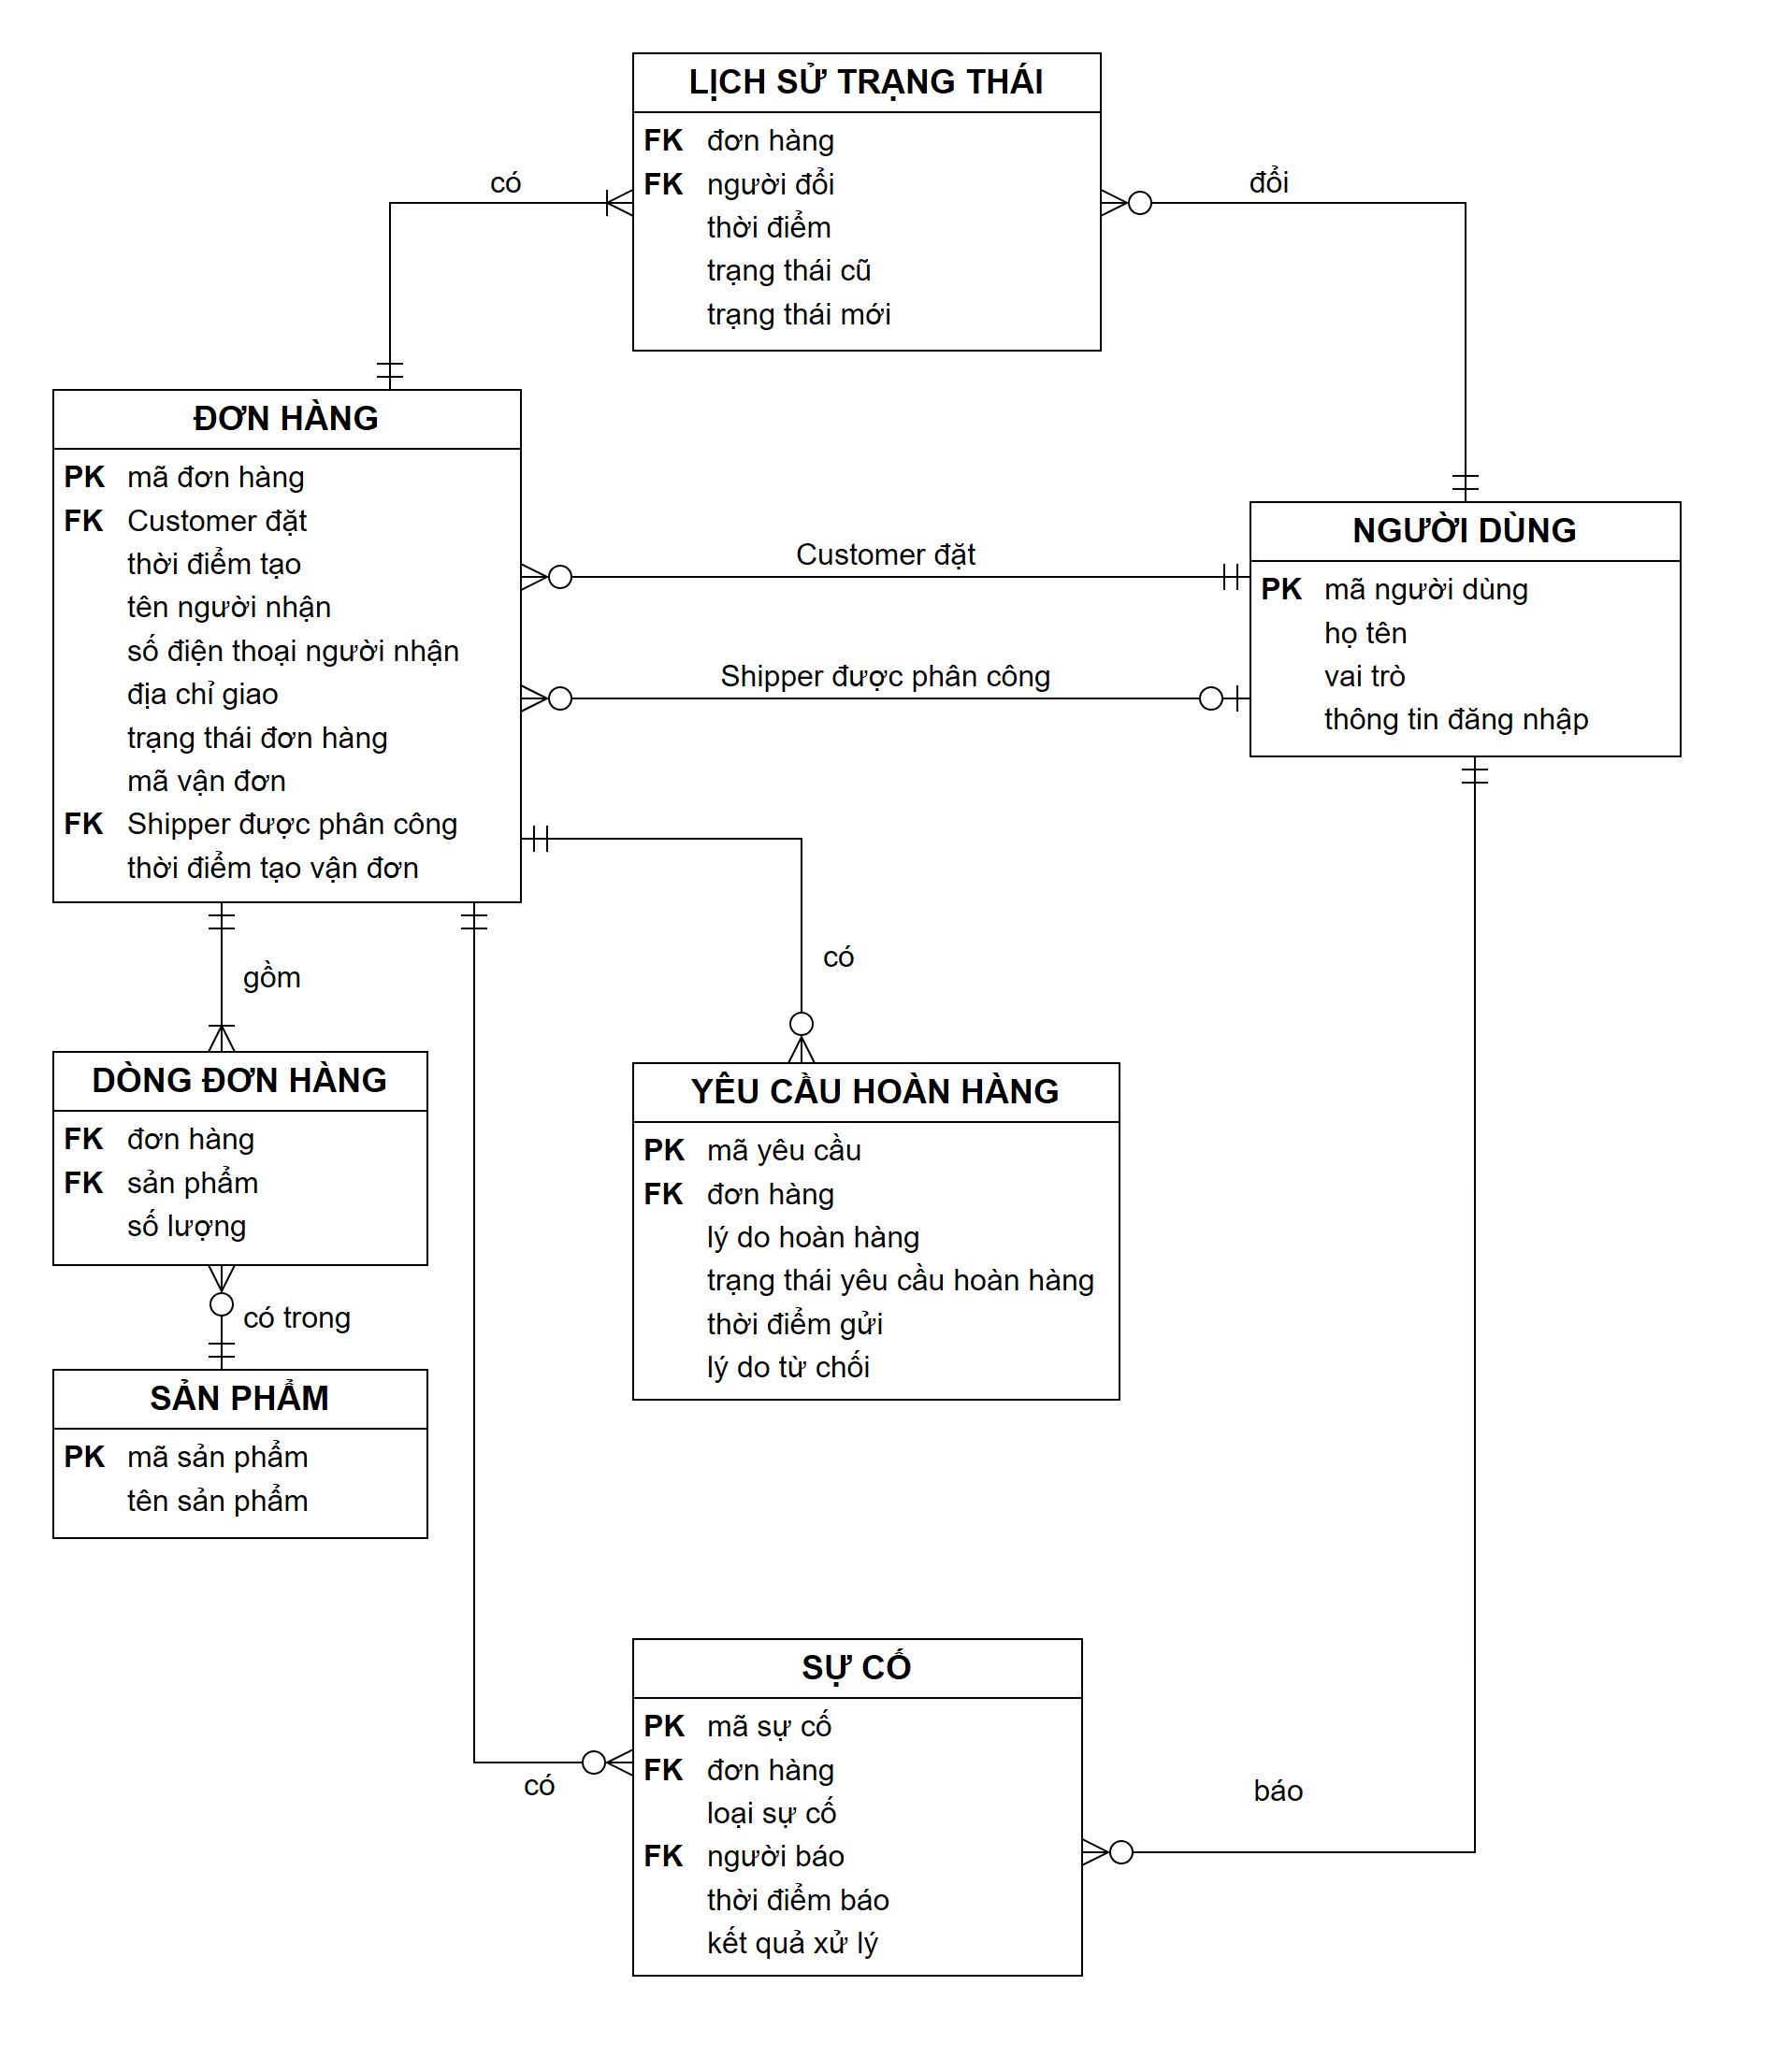 LỊCH SỬ TRẠNG THÁI
FK đơn hàng
FK người đổi
thời điểm
trạng thái cũ
trạng thái mới
có
đổi
ĐƠN HÀNG
PK mã đơn hàng
FK Customer đặt
thời điểm tạo
tên người nhận
số điện thoại người nhận
địa chỉ giao
trạng thái đơn hàng
mã vận đơn
FK Shipper được phân công
thời điểm tạo vận đơn
Customer đặt
Shipper được phân công
NGƯỜI DÙNG
PK mã người dùng
họ tên
vai trò
thông tin đăng nhập
gồm
có
DÒNG ĐƠN HÀNG
FK đơn hàng
FK sản phẩm
số lượng
có trong
SẢN PHẨM
PK mã sản phẩm
tên sản phẩm
YÊU CẦU HOÀN HÀNG
PK mã yêu cầu
FK đơn hàng
lý do hoàn hàng
trạng thái yêu cầu hoàn hàng
thời điểm gửi
lý do từ chối
SỰ CỐ
PK mã sự cố
FK đơn hàng
loại sự cố
FK người báo
thời điểm báo
kết quả xử lý
có
báo